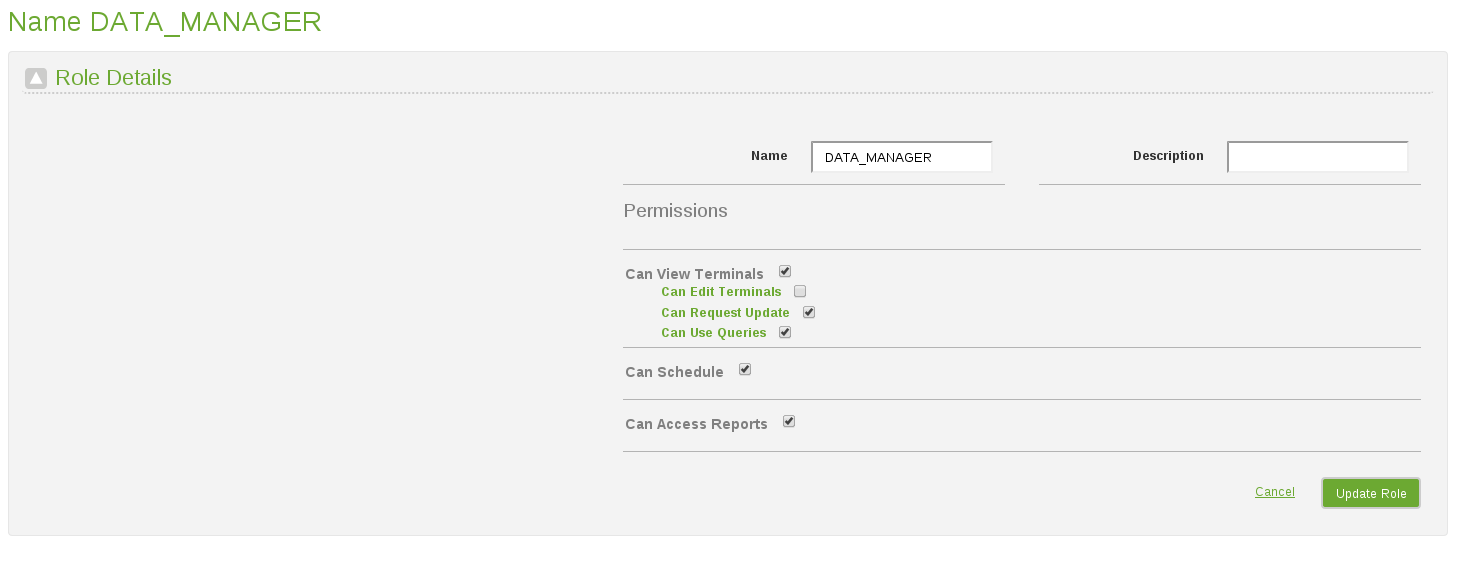 Name DATA_MANAGER
Role Details
Name DATA_MANAGER Description
Permissions
Can View Terminals
Can Edit Terminals
Can Request Update
Can Use Queries
Can Schedule
Can Access Reports
Cancel Update Role